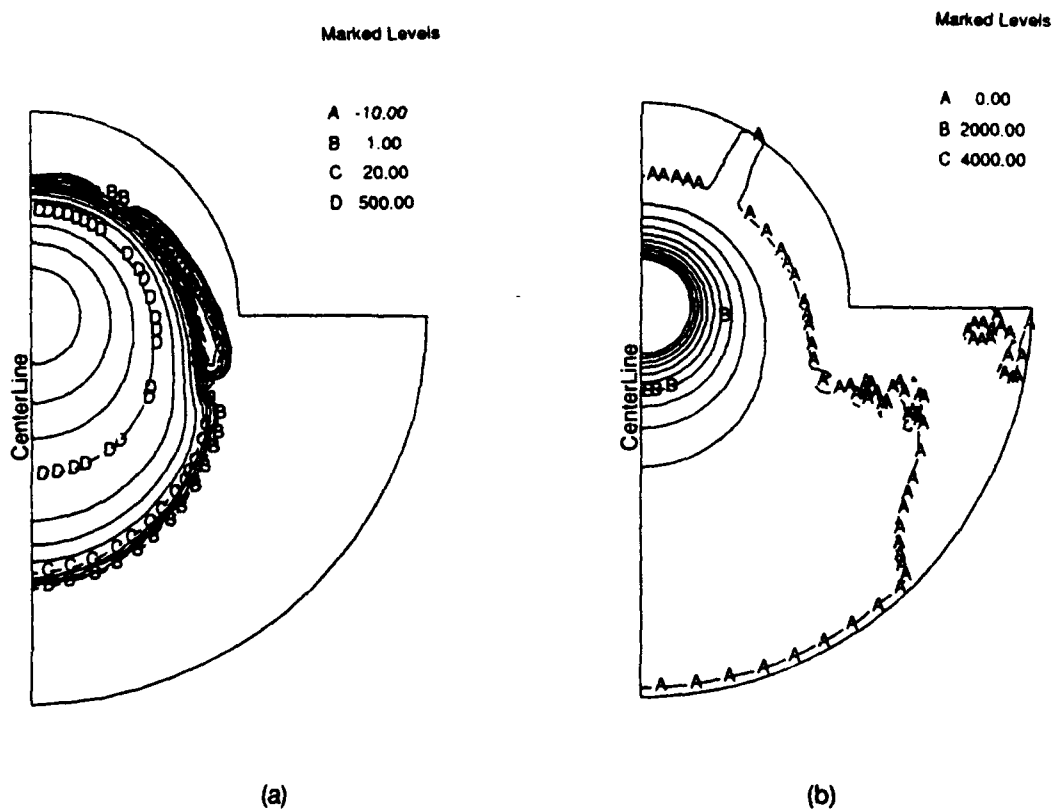 Marked Levels
A -10.00
B 1.00
C 20.00
D 500.00
CenterLine
(a)
Marked Levels
A 0.00
B 2000.00
C 4000.00
CenterLine
(b)